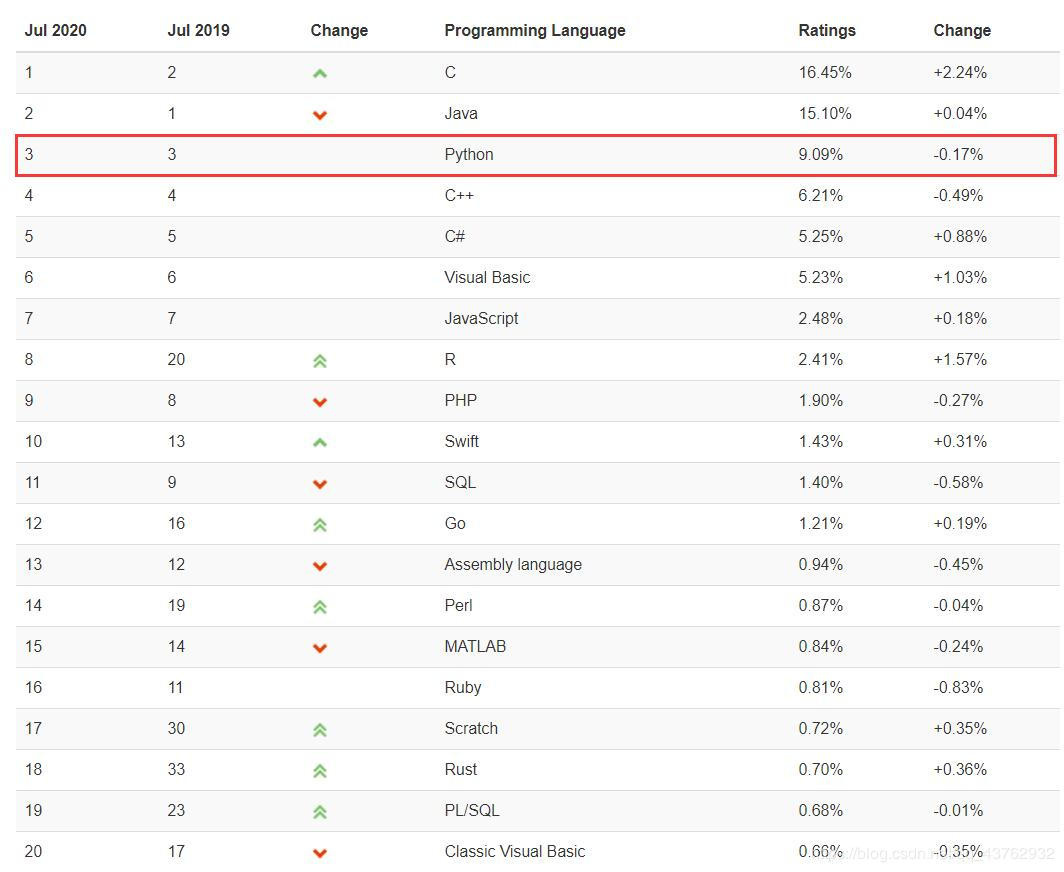 Jul 2020 Jul 2019 Change Programming Language Ratings Change
1 2 C 16.45% +2.24%
2 1 Java 15.10% +0.04%
3 3 Python 9.09% -0.17%
4 4 C++ 6.21% -0.49%
5 5 C# 5.25% +0.88%
6 6 Visual Basic 5.23% +1.03%
7 7 JavaScript 2.48% +0.18%
8 20 R 2.41% +1.57%
9 8 PHP 1.90% -0.27%
10 13 Swift 1.43% +0.31%
11 9 SQL 1.40% -0.58%
12 16 Go 1.21% +0.19%
13 12 Assembly language 0.94% -0.45%
14 19 Perl 0.87% -0.04%
15 14 MATLAB 0.84% -0.24%
16 11 Ruby 0.81% -0.83%
17 30 Scratch 0.72% +0.35%
18 33 Rust 0.70% +0.36%
19 23 PL/SQL 0.68% -0.01%
20 17 Classic Visual Basic 0.66% -0.35%